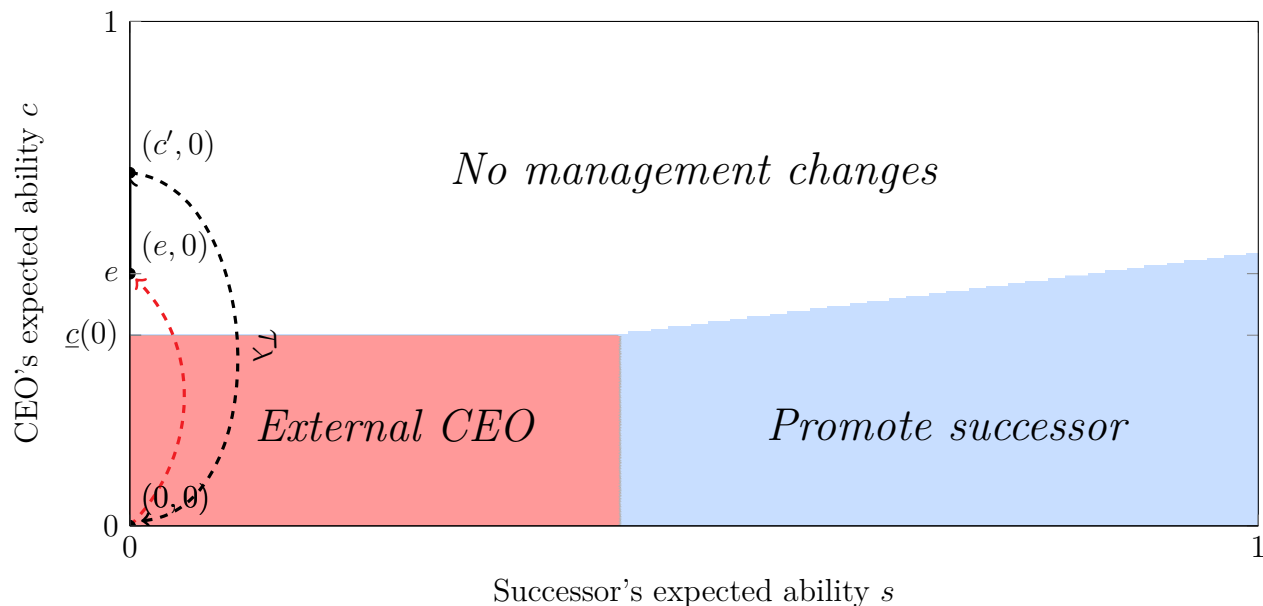 1
CEO's expected ability c
(c′, 0)
No management changes
(e, 0)
e
c(0)
λ
External CEO
Promote successor
(0, 0)
0
0
1
Successor's expected ability s